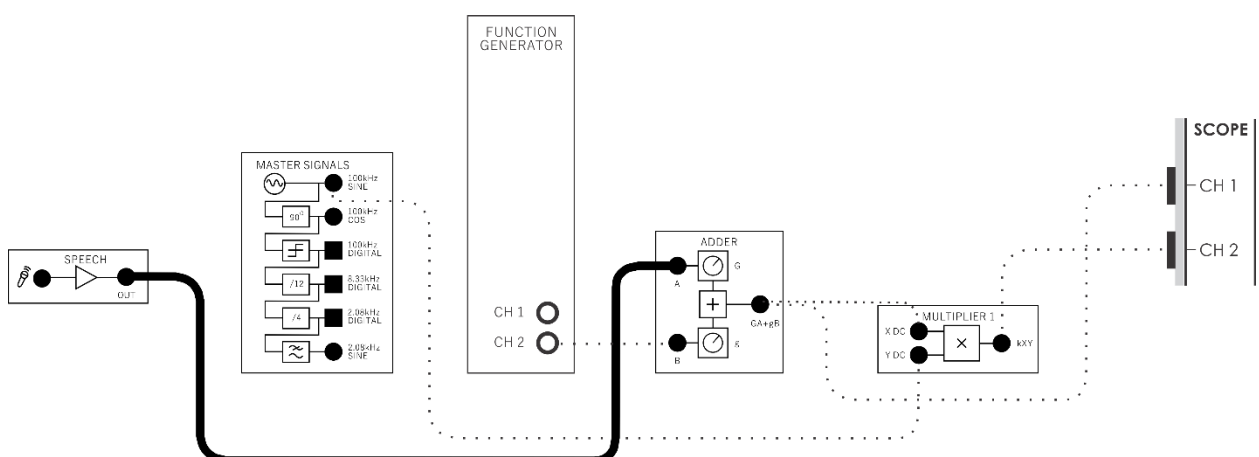 FUNCTION
GENERATOR
CH 1
CH 2
SCOPE
CH 1
CH 2
MASTER SIGNALS
100kHz
SINE
90°
100kHz
COS
100kHz
DIGITAL
/12
8.33kHz
DIGITAL
/4
2.08kHz
DIGITAL
2.08kHz
SINE
SPEECH
OUT
ADDER
G
A
+
GA+gB
g
B
MULTIPLIER 1
X DC
Y DC
×
kXY